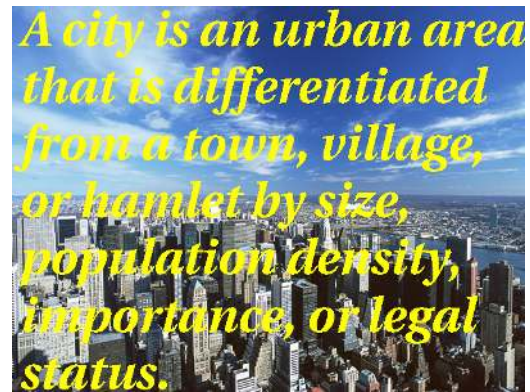 A city is an urban area
that is differentiated
from a town, village,
or hamlet by size,
population density,
importance, or legal
status.